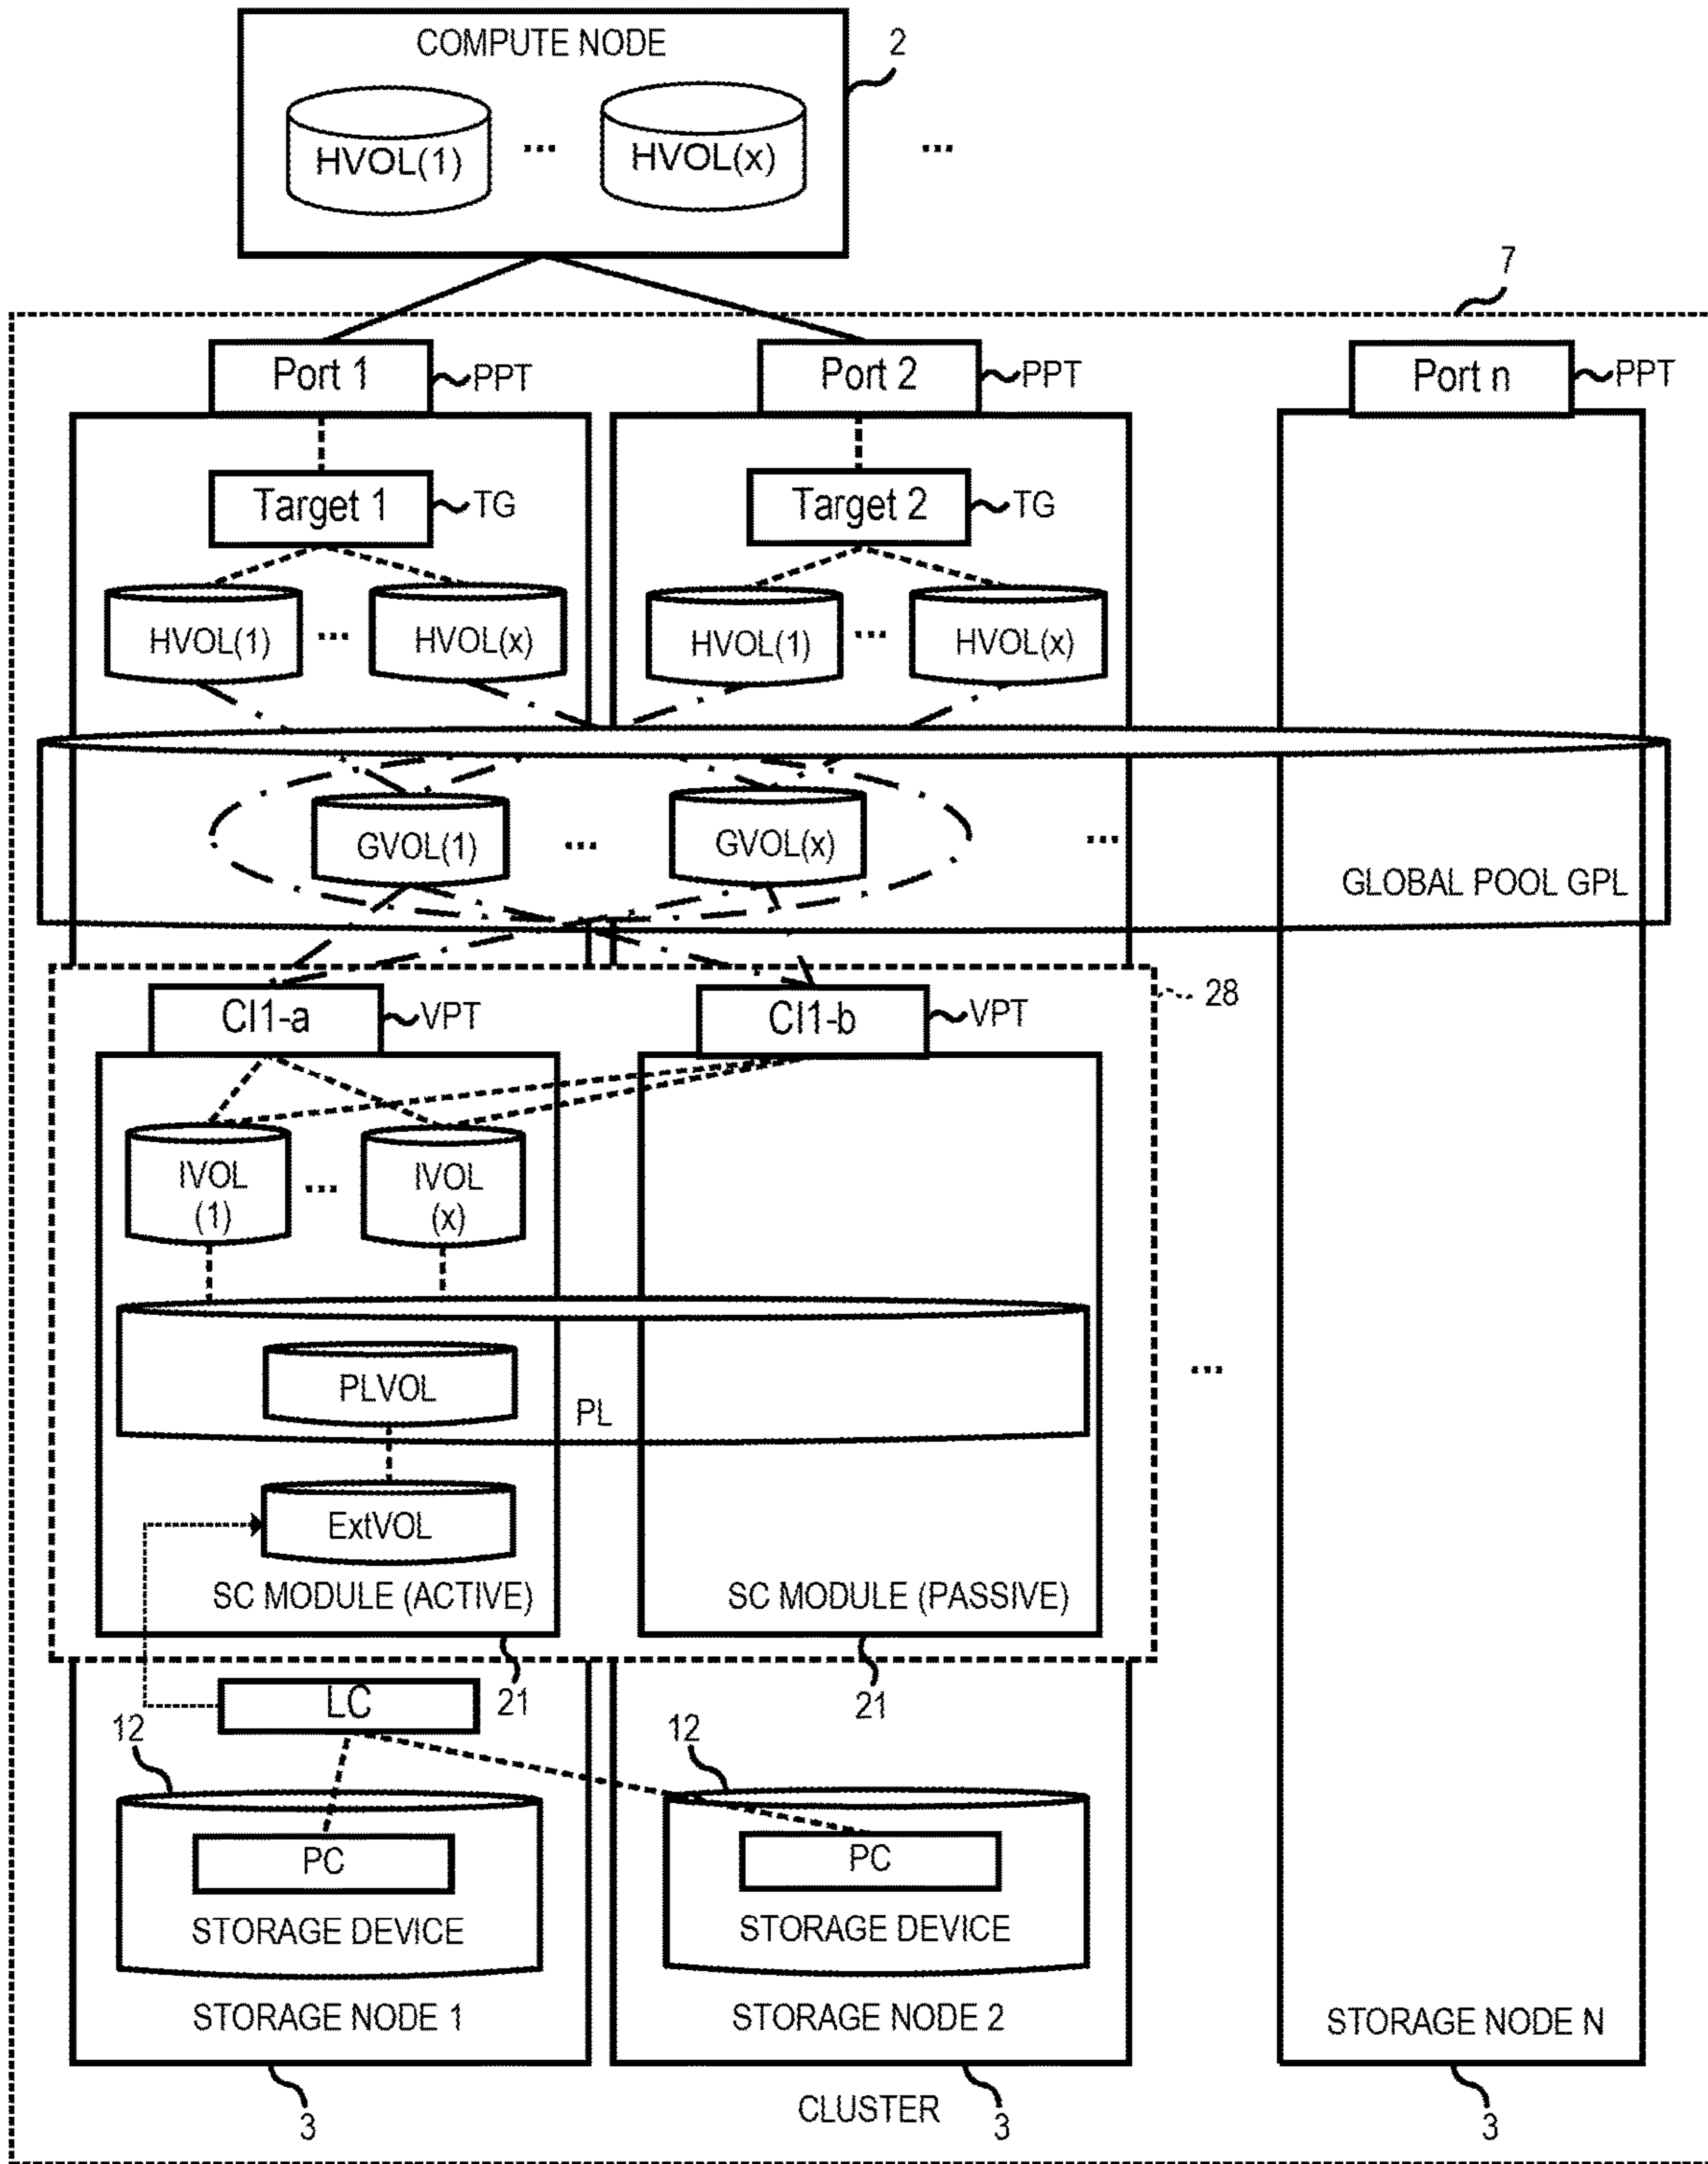 COMPUTE NODE
2
HVOL(1)
...
HVOL(x)
...
7
Port 1
PPT
Port 2
PPT
Port n
PPT
Target 1
TG
Target 2
TG
HVOL(1)
...
HVOL(x)
HVOL(1)
...
HVOL(x)
GVOL(1)
...
GVOL(x)
...
GLOBAL POOL GPL
CI1-a
VPT
CI1-b
VPT
28
IVOL
(1)
...
IVOL
(x)
PLVOL
PL
...
ExtVOL
SC MODULE (ACTIVE)
SC MODULE (PASSIVE)
21
21
LC
12
12
PC
PC
STORAGE DEVICE
STORAGE DEVICE
STORAGE NODE 1
STORAGE NODE 2
STORAGE NODE N
3
CLUSTER
3
3